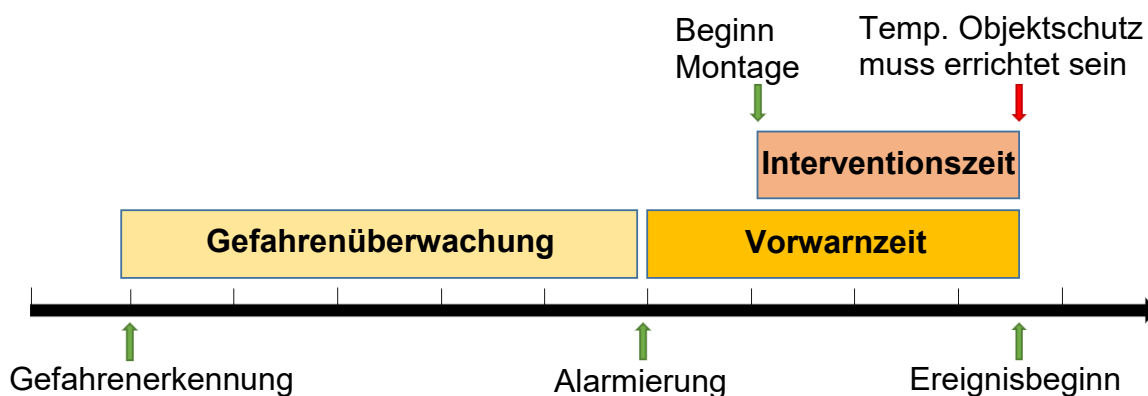 Beginn
Montage
Temp. Objektschutz
muss errichtet sein
Interventionszeit
Gefahrenüberwachung
Vorwarnzeit
Gefahrenerkennung
Alarmierung
Ereignisbeginn